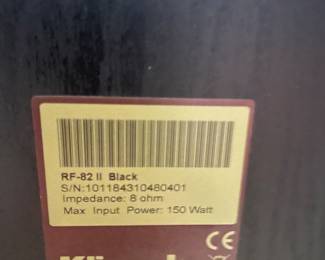 RF-82 II Black
S/N:101184310480401
Impedance: 8 ohm
Max Input Power: 150 Watt
CE